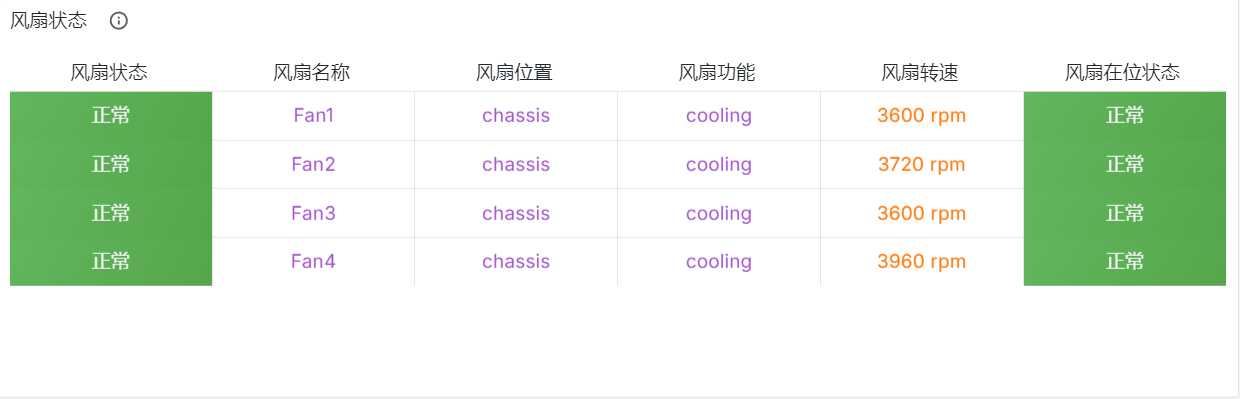 风扇状态
风扇状态 风扇名称 风扇位置 风扇功能 风扇转速 风扇在位状态
正常 Fan1 chassis cooling 3600 rpm 正常
正常 Fan2 chassis cooling 3720 rpm 正常
正常 Fan3 chassis cooling 3600 rpm 正常
正常 Fan4 chassis cooling 3960 rpm 正常